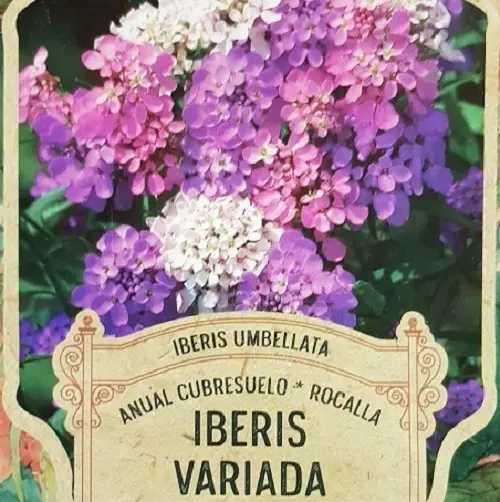 IBERIS UMBELLATA
ANUAL CUBRESUELO * ROCALLA
IBERIS
VARIADA